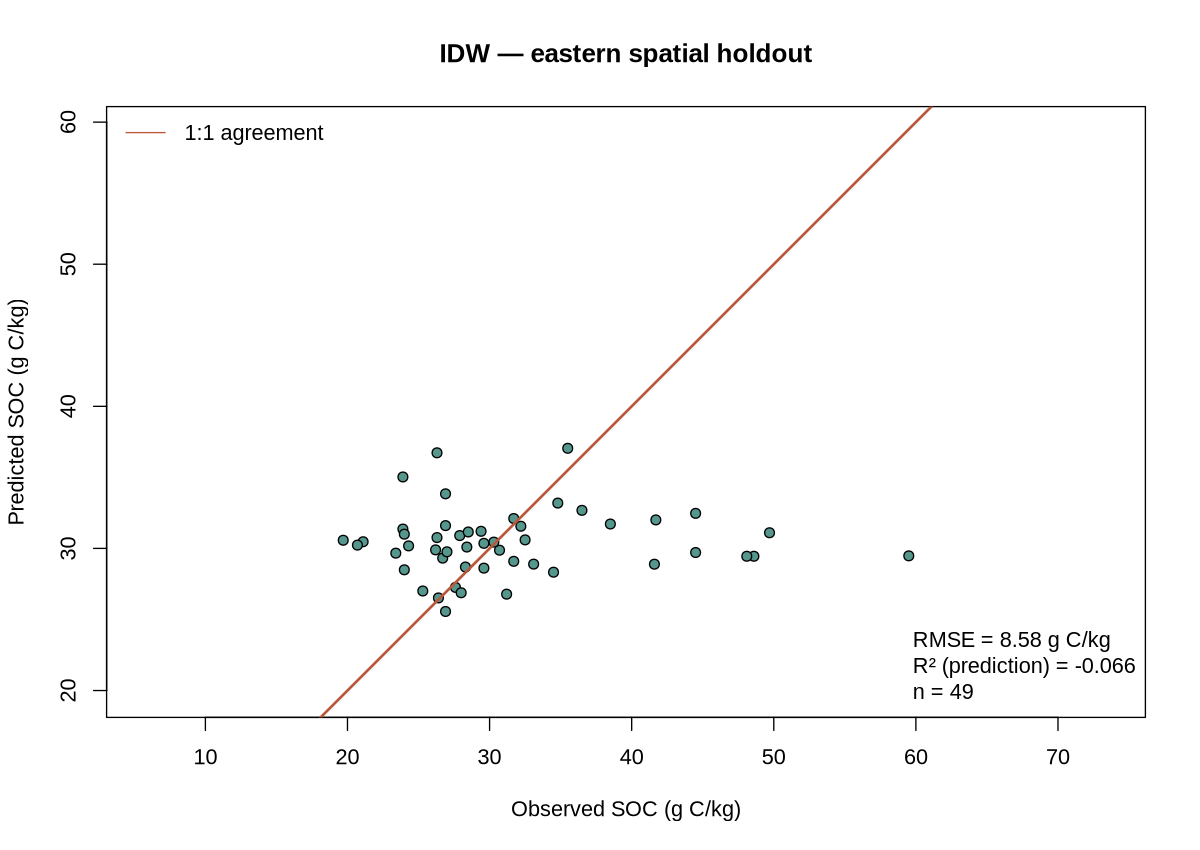 IDW — eastern spatial holdout
1:1 agreement
Predicted SOC (g C/kg)
60
50
40
30
20
RMSE = 8.58 g C/kg
R² (prediction) = -0.066
n = 49
10 20 30 40 50 60 70
Observed SOC (g C/kg)